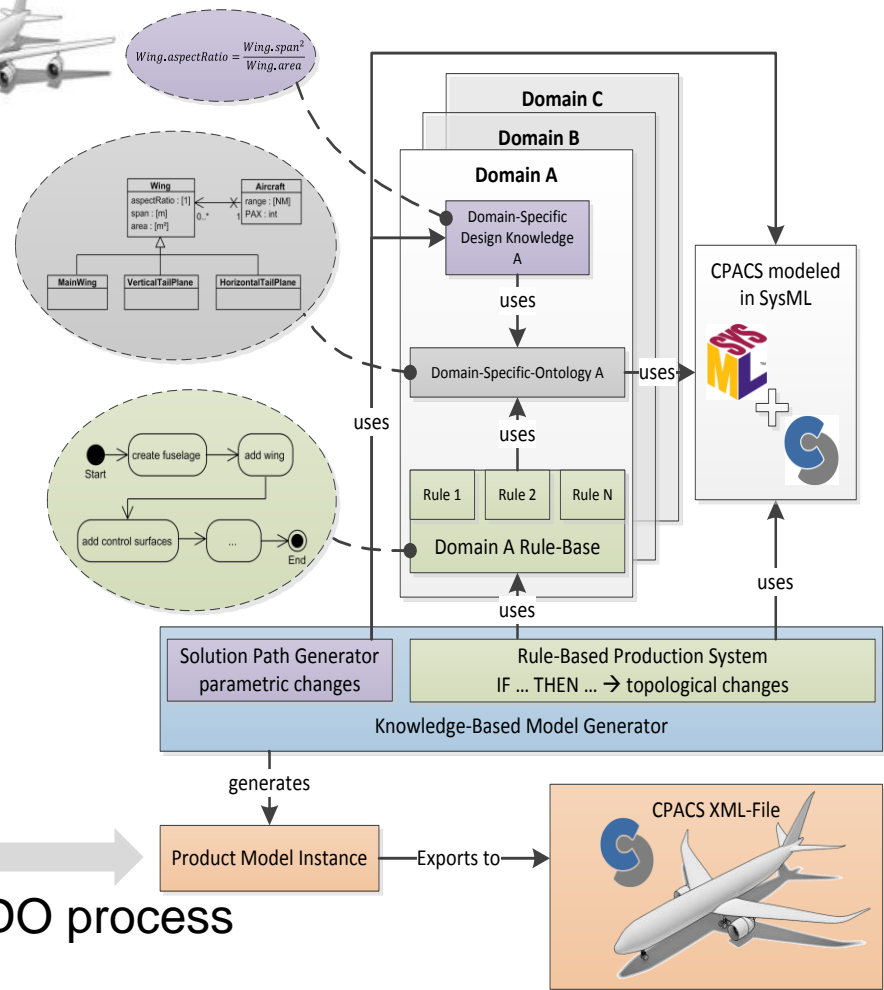 Wing.aspectRatio = Wing.span² / Wing.area
Domain C
Domain B
Domain A
Wing
aspectRatio : [1]
span : [m]
area : [m²]
0..*
1
Aircraft
range : [NM]
PAX : int
MainWing
VerticalTailPlane
HorizontalTailPlane
Domain-Specific
Design Knowledge
A
uses
CPACS modeled
in SysML
SYS
ML™
Domain-Specific-Ontology A
uses
uses
uses
Start
create fuselage
add wing
add control surfaces
...
End
Rule 1
Rule 2
Rule N
Domain A Rule-Base
uses
uses
Solution Path Generator
parametric changes
Rule-Based Production System
IF … THEN … → topological changes
Knowledge-Based Model Generator
generates
Product Model Instance
Exports to
CPACS XML-File
DO process